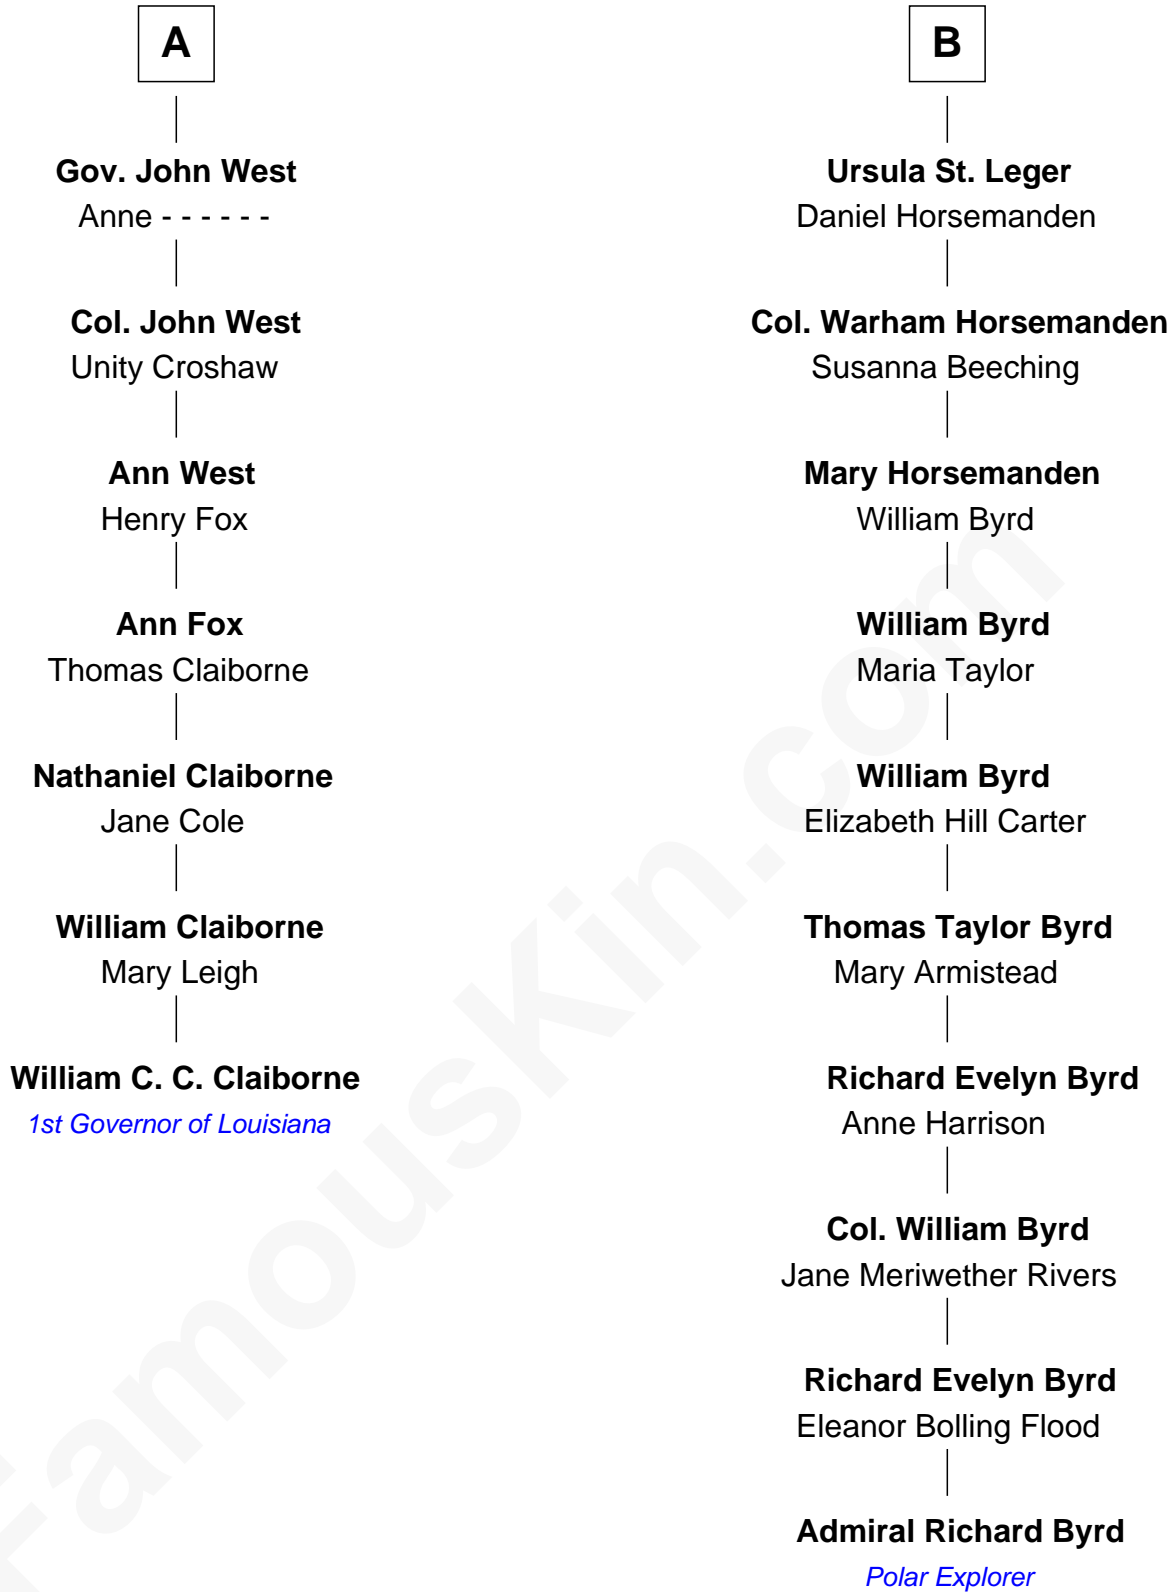 A
Gov. John West
Anne - - - - - -
Col. John West
Unity Croshaw
Ann West
Henry Fox
Ann Fox
Thomas Claiborne
Nathaniel Claiborne
Jane Cole
William Claiborne
Mary Leigh
William C. C. Claiborne
1st Governor of Louisiana
B
Ursula St. Leger
Daniel Horsemanden
Col. Warham Horsemanden
Susanna Beeching
Mary Horsemanden
William Byrd
William Byrd
Maria Taylor
William Byrd
Elizabeth Hill Carter
Thomas Taylor Byrd
Mary Armistead
Richard Evelyn Byrd
Anne Harrison
Col. William Byrd
Jane Meriwether Rivers
Richard Evelyn Byrd
Eleanor Bolling Flood
Admiral Richard Byrd
Polar Explorer
FamousKin.com